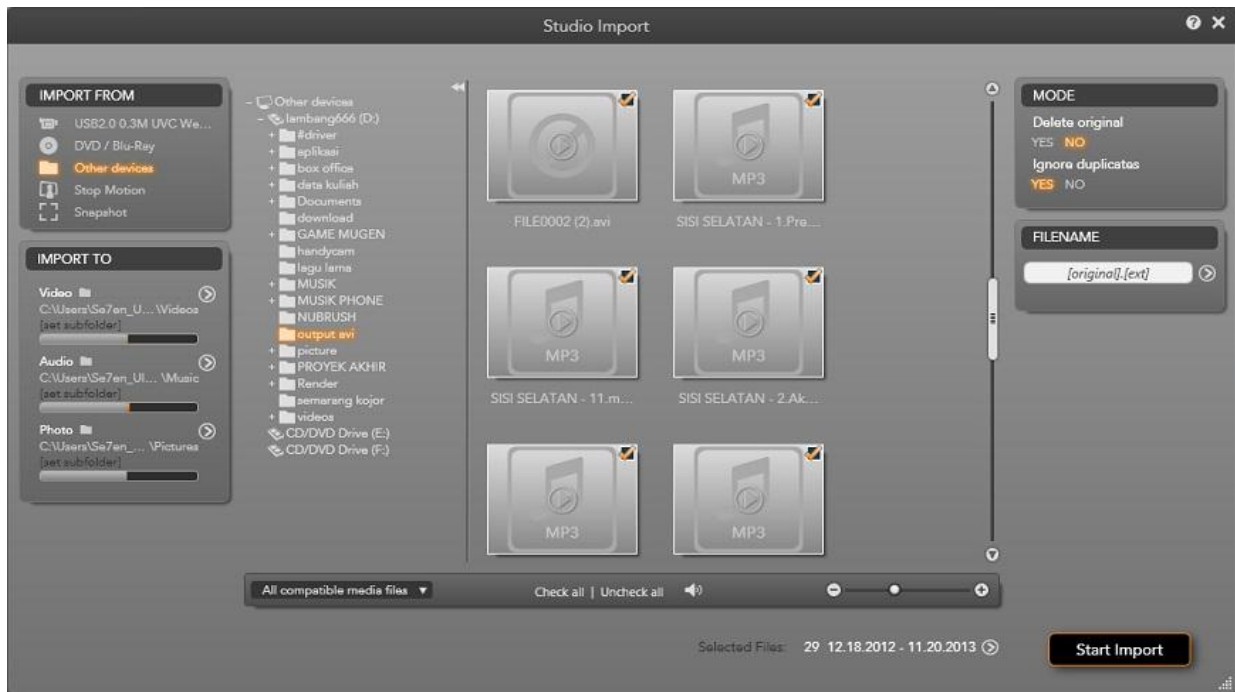 Studio Import
IMPORT FROM
USB2.0 0.3M UVC We...
DVD / Blu-Ray
Other devices
Stop Motion
Snapshot
IMPORT TO
Video
C:\Users\Se7en_U... \Videos
[set subfolder]
Audio
C:\Users\Se7en_Ul... \Music
[set subfolder]
Photo
C:\Users\Se7en_... \Pictures
[set subfolder]
Other devices
lambang666 (D:)
#driver
aplikasi
box office
data kuliah
Documents
download
GAME MUGEN
handycam
lagu lama
MUSIK
MUSIK PHONE
NUBRUSH
output avi
picture
PROYEK AKHIR
Render
semarang kojor
videos
CD/DVD Drive (E:)
CD/DVD Drive (F:)
FILE0002 (2).avi
MP3
SISI SELATAN - 1.Pre...
MP3
SISI SELATAN - 11.m...
MP3
SISI SELATAN - 2.Ak...
MP3
MP3
All compatible media files
Check all | Uncheck all
MODE
Delete original
YES NO
Ignore duplicates
YES NO
FILENAME
[original].[ext]
Selected Files: 29 12.18.2012 - 11.20.2013
Start Import